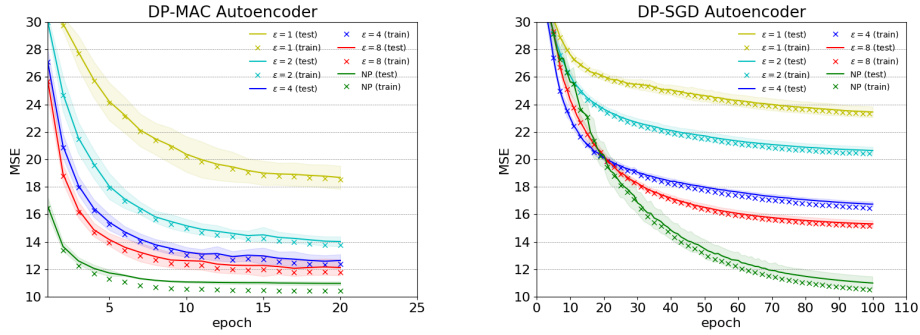 DP-MAC Autoencoder
30
28
26
24
22
20
18
16
14
12
10
MSE
5
10
15
20
25
epoch
ε = 1 (test)
ε = 1 (train)
ε = 2 (test)
ε = 2 (train)
ε = 4 (test)
ε = 4 (train)
ε = 8 (test)
ε = 8 (train)
NP (test)
NP (train)
DP-SGD Autoencoder
30
28
26
24
22
20
18
16
14
12
10
MSE
0
10
20
30
40
50
60
70
80
90
100
110
epoch
ε = 1 (test)
ε = 1 (train)
ε = 2 (test)
ε = 2 (train)
ε = 4 (test)
ε = 4 (train)
ε = 8 (test)
ε = 8 (train)
NP (test)
NP (train)